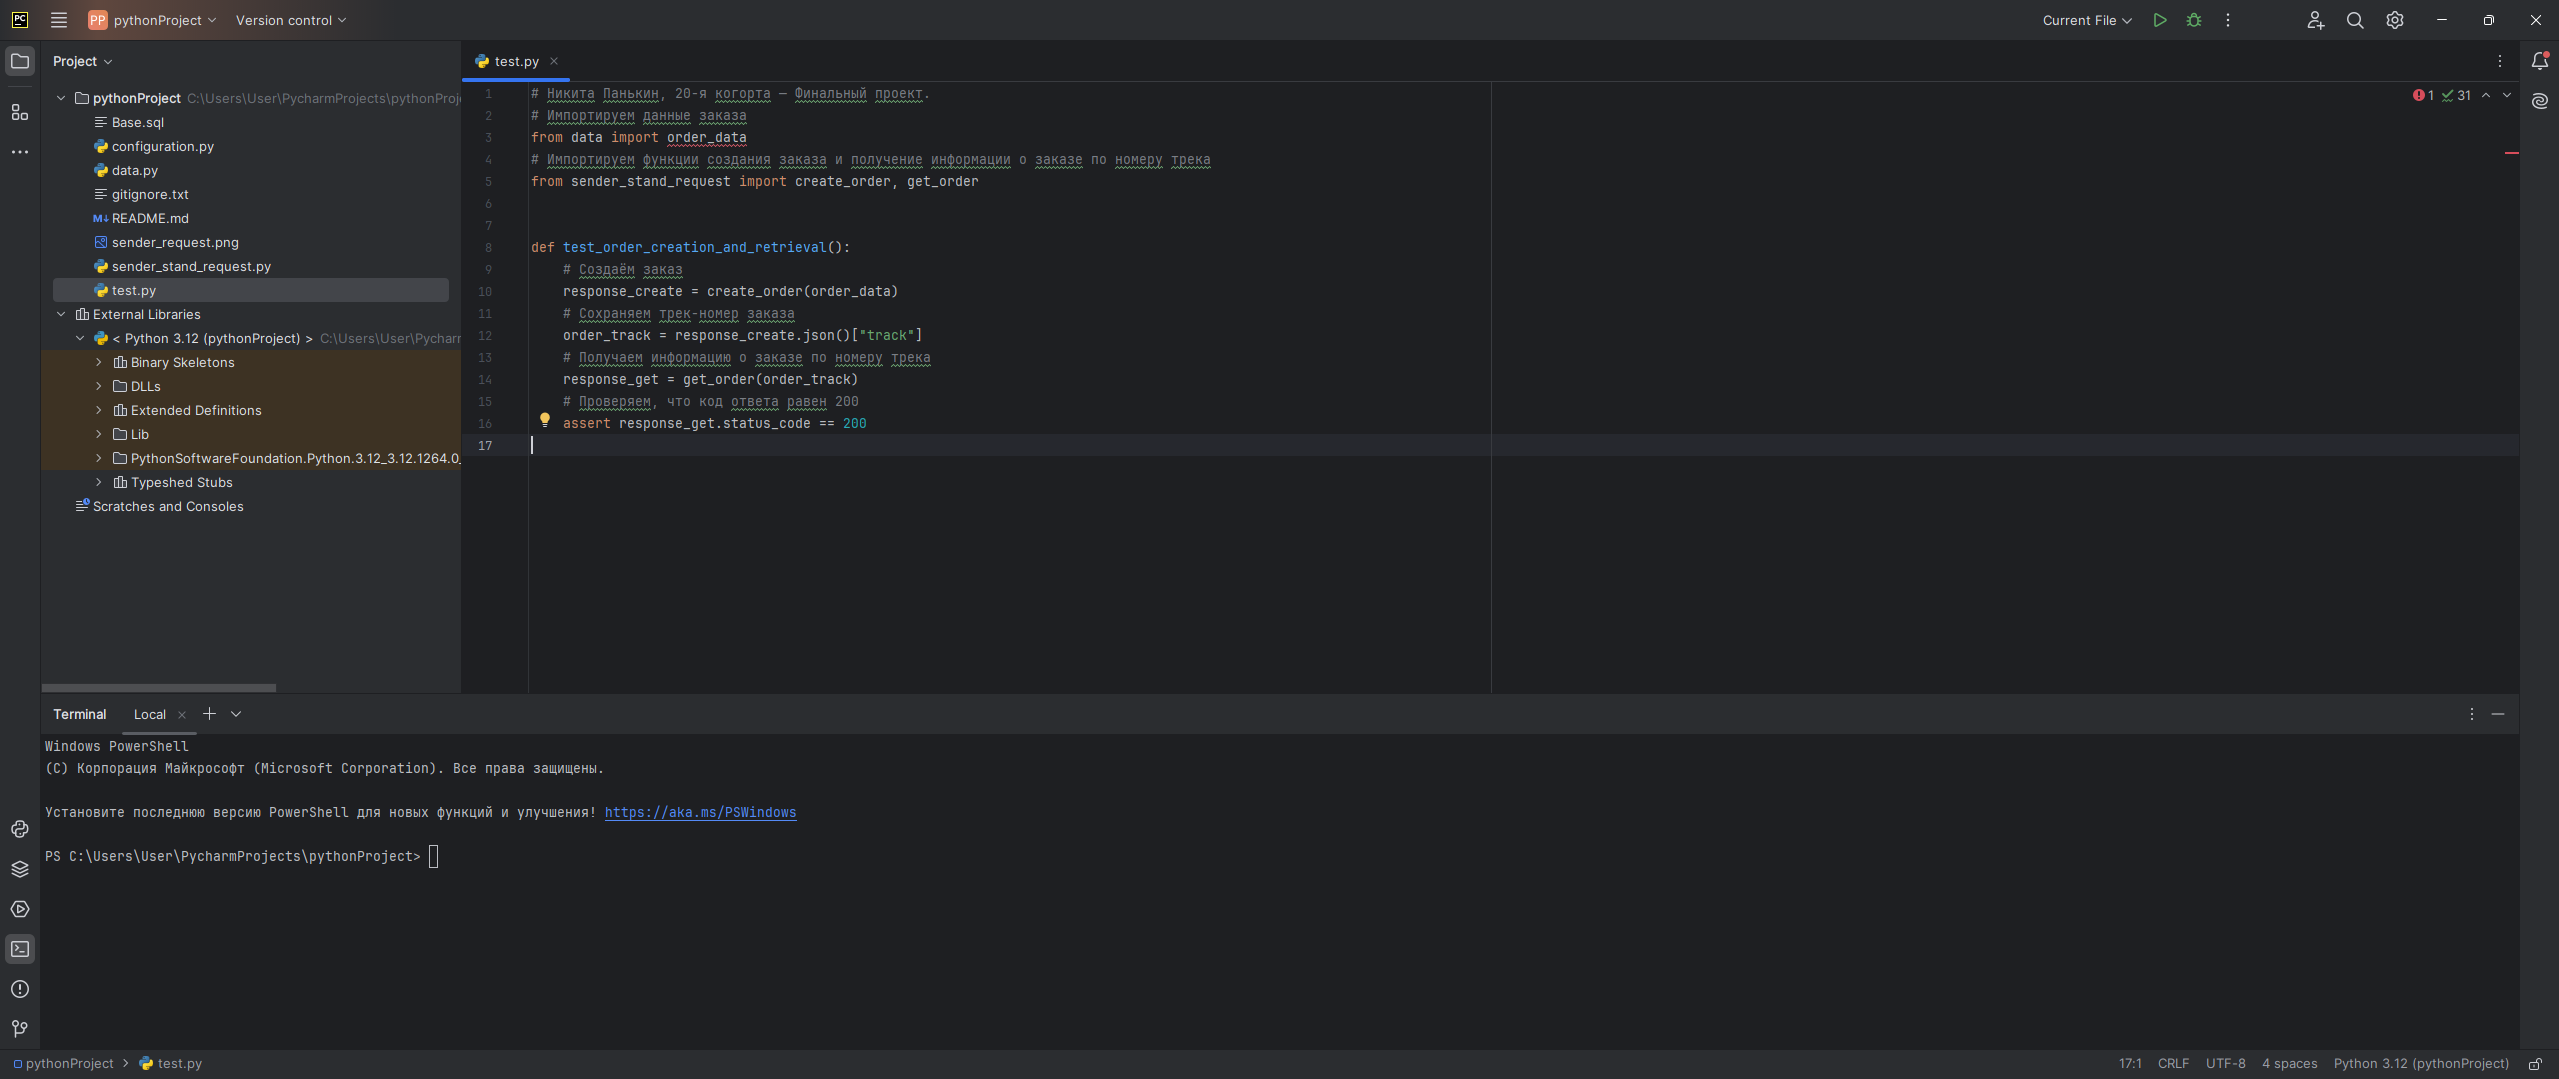 PC
PP pythonProject Version control Current File
Project
pythonProject C:\Users\User\PycharmProjects\pythonProj
Base.sql
configuration.py
data.py
gitignore.txt
M↓ README.md
sender_request.png
sender_stand_request.py
test.py
External Libraries
< Python 3.12 (pythonProject) > C:\Users\User\Pychar
Binary Skeletons
DLLs
Extended Definitions
Lib
PythonSoftwareFoundation.Python.3.12_3.12.1264.0_
Typeshed Stubs
Scratches and Consoles
test.py
1 31
1 # Никита Панькин, 20-я когорта — Финальный проект.
2 # Импортируем данные заказа
3 from data import order_data
4 # Импортируем функции создания заказа и получение информации о заказе по номеру трека
5 from sender_stand_request import create_order, get_order
6
7
8 def test_order_creation_and_retrieval():
9     # Создаём заказ
10     response_create = create_order(order_data)
11     # Сохраняем трек-номер заказа
12     order_track = response_create.json()["track"]
13     # Получаем информацию о заказе по номеру трека
14     response_get = get_order(order_track)
15     # Проверяем, что код ответа равен 200
16     assert response_get.status_code == 200
17
Terminal Local
Windows PowerShell
(C) Корпорация Майкрософт (Microsoft Corporation). Все права защищены.
Установите последнюю версию PowerShell для новых функций и улучшения! https://aka.ms/PSWindows
PS C:\Users\User\PycharmProjects\pythonProject>
pythonProject > test.py 17:1 CRLF UTF-8 4 spaces Python 3.12 (pythonProject)